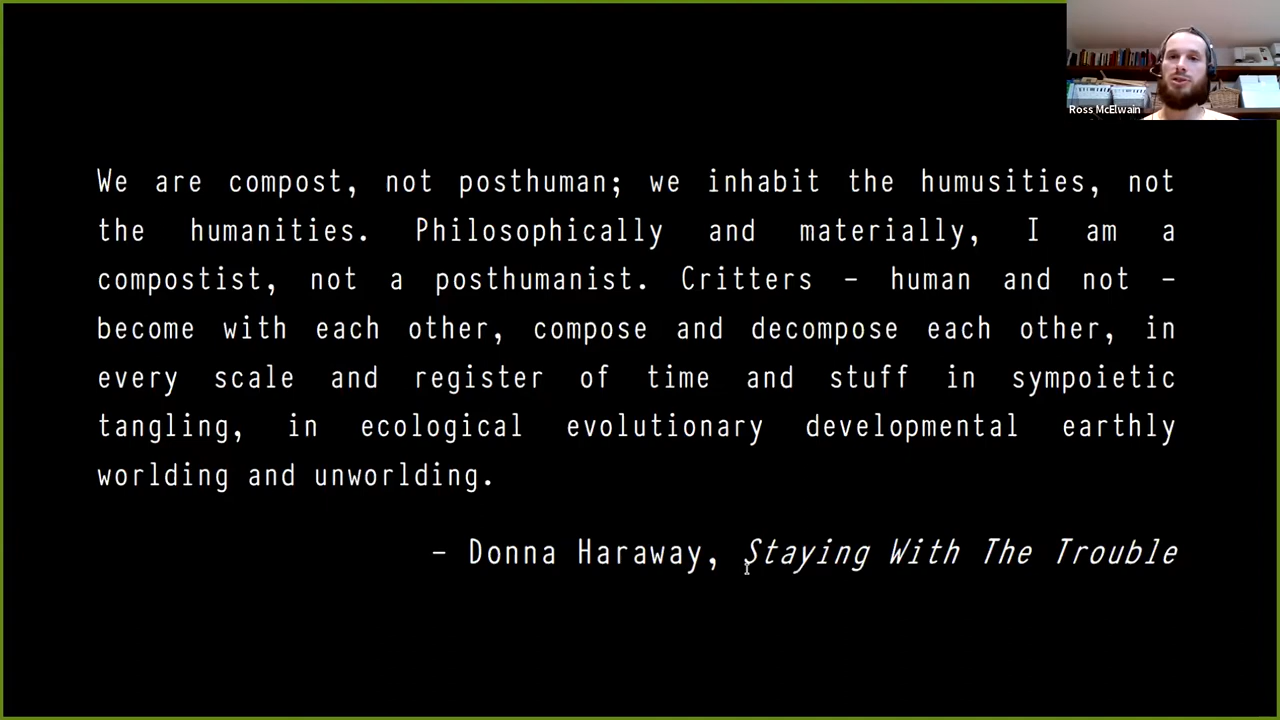 Ross McElwain
We are compost, not posthuman; we inhabit the humusities, not
the humanities. Philosophically and materially, I am a
compostist, not a posthumanist. Critters – human and not –
become with each other, compose and decompose each other, in
every scale and register of time and stuff in sympoietic
tangling, in ecological evolutionary developmental earthly
worlding and unworlding.
– Donna Haraway, Staying With The Trouble